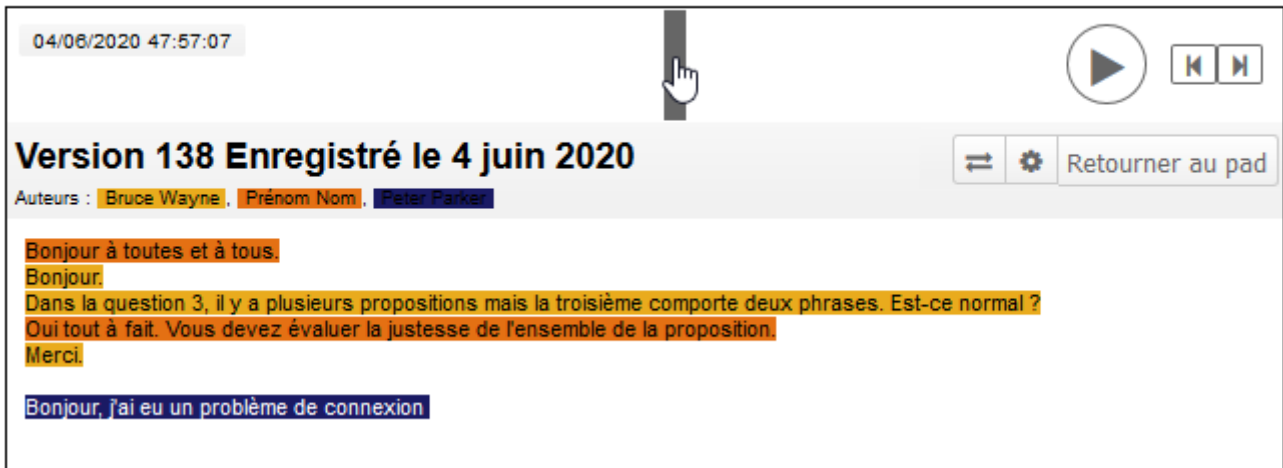 04/06/2020 47:57:07
Version 138 Enregistré le 4 juin 2020
Retourner au pad
Auteurs : Bruce Wayne, Prénom Nom, Peter Parker
Bonjour à toutes et à tous.
Bonjour.
Dans la question 3, il y a plusieurs propositions mais la troisième comporte deux phrases. Est-ce normal ?
Oui tout à fait. Vous devez évaluer la justesse de l'ensemble de la proposition.
Merci.
Bonjour, j'ai eu un problème de connexion